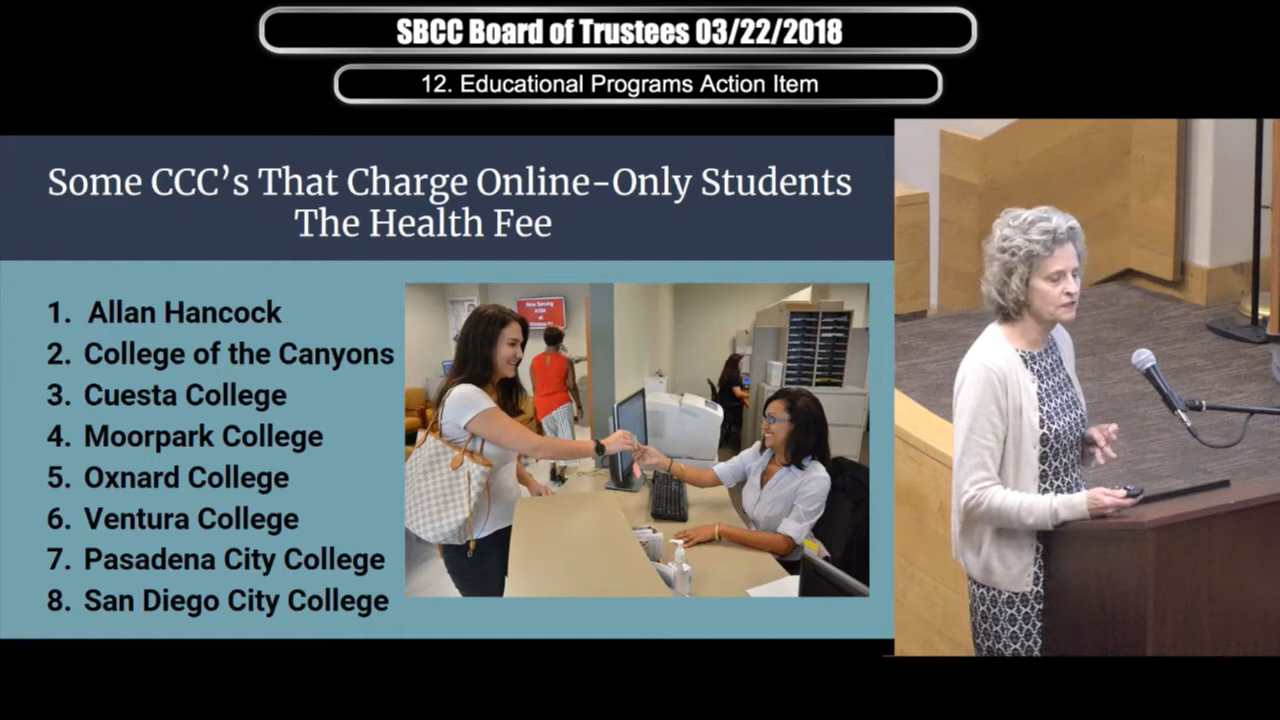 SBCC Board of Trustees 03/22/2018
12. Educational Programs Action Item
Some CCC's That Charge Online-Only Students
The Health Fee
1. Allan Hancock
2. College of the Canyons
3. Cuesta College
4. Moorpark College
5. Oxnard College
6. Ventura College
7. Pasadena City College
8. San Diego City College
Now Serving